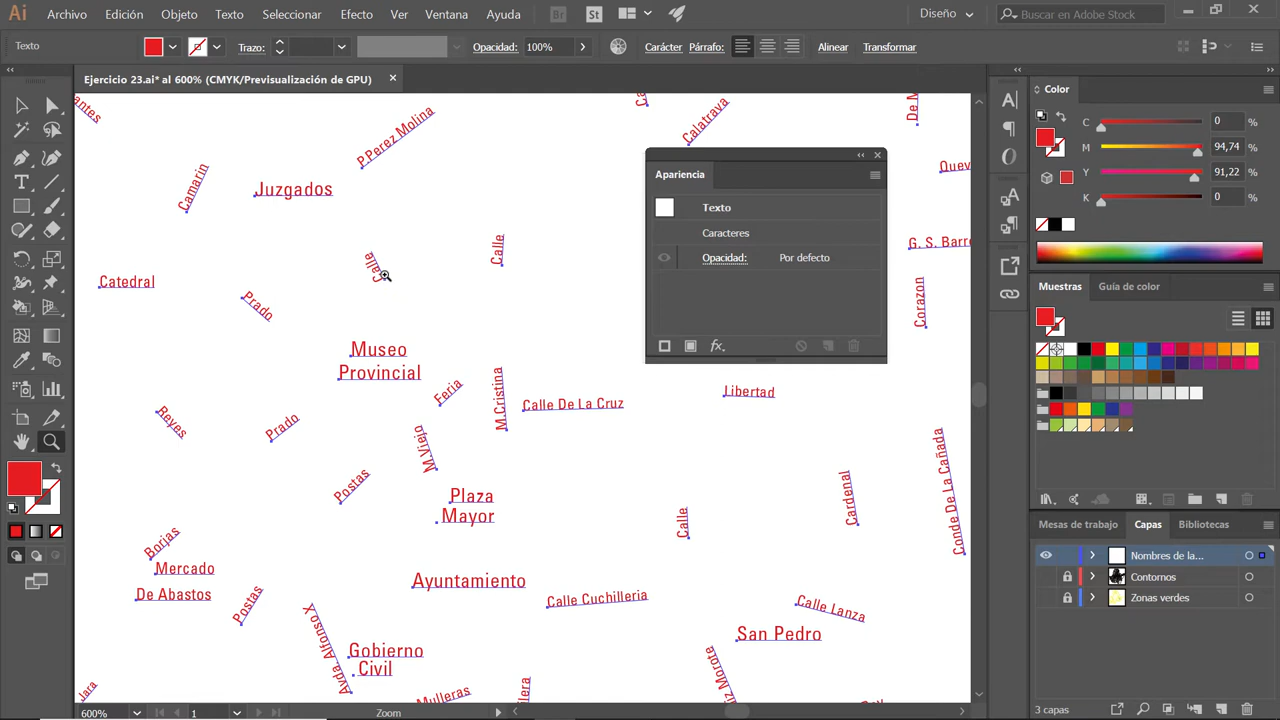 Ai Archivo Edición Objeto Texto Seleccionar Efecto Ver Ventana Ayuda Br St Diseño Buscar en Adobe Stock
Texto Trazo: Opacidad: 100% Carácter Párrafo: Alinear Transformar
Ejercicio 23.ai* al 600% (CMYK/Previsualización de GPU)
P.Perez Molina
Calatrava
Camarin
Juzgados
Calle
Calle
Catedral
Prado
Museo
Provincial
Feria
M.Cristina
Calle De La Cruz
Libertad
Reyes
Prado
M.Viejo
Postas
Plaza
Mayor
Calle
Cardenal
Conde De La Cañada
Corazon
G. S. Barr
Borjas
Mercado
De Abastos
Postas
Ayuntamiento
Calle Cuchilleria
Calle Lanza
San Pedro
Avda Alfonso X
Gobierno
Civil
Mulleras
Apariencia
Texto
Caracteres
Opacidad: Por defecto
fx
Color
C 0 %
M 94,74 %
Y 91,22 %
K 0 %
Muestras Guía de color
Mesas de trabajo Capas Bibliotecas
Nombres de la...
Contornos
Zonas verdes
3 capas
600% 1 Zoom